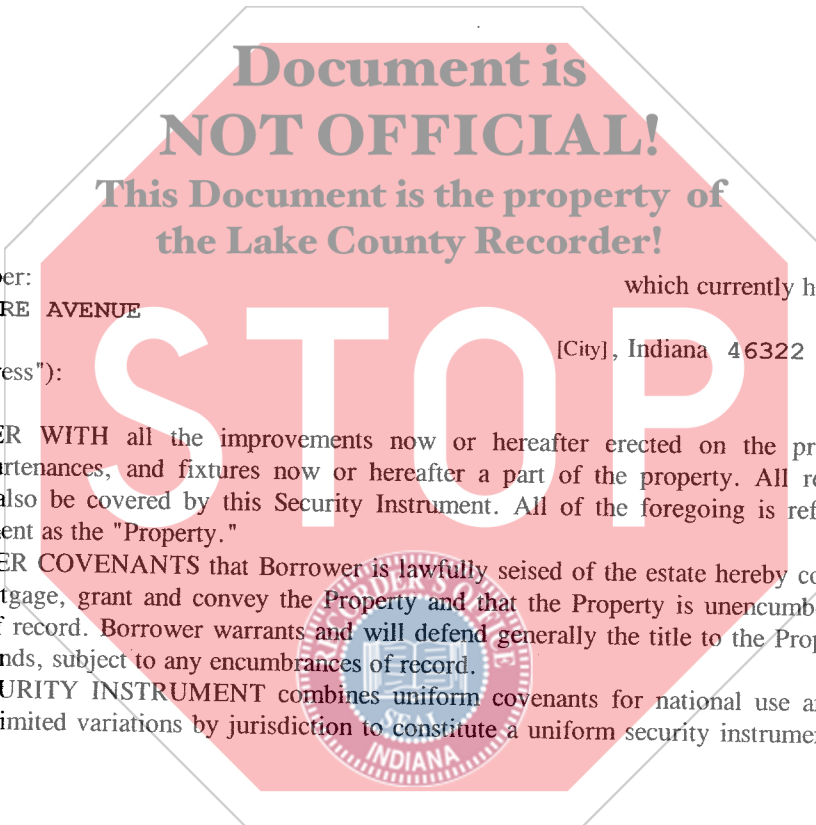 Document is
NOT OFFICIAL!
This Document is the property of
the Lake County Recorder!
er:
which currently h
RE AVENUE
[City], Indiana 46322
ess"):
STOP
ER WITH all the improvements now or hereafter erected on the pr
rtenances, and fixtures now or hereafter a part of the property. All re
also be covered by this Security Instrument. All of the foregoing is ref
ent as the "Property."
ER COVENANTS that Borrower is lawfully seised of the estate hereby co
tgage, grant and convey the Property and that the Property is unencumb
f record. Borrower warrants and will defend generally the title to the Prop
nds, subject to any encumbrances of record.
URITY INSTRUMENT combines uniform covenants for national use a
imited variations by jurisdiction to constitute a uniform security instrume
RECORDER'S OFFICE
SEAL
INDIANA